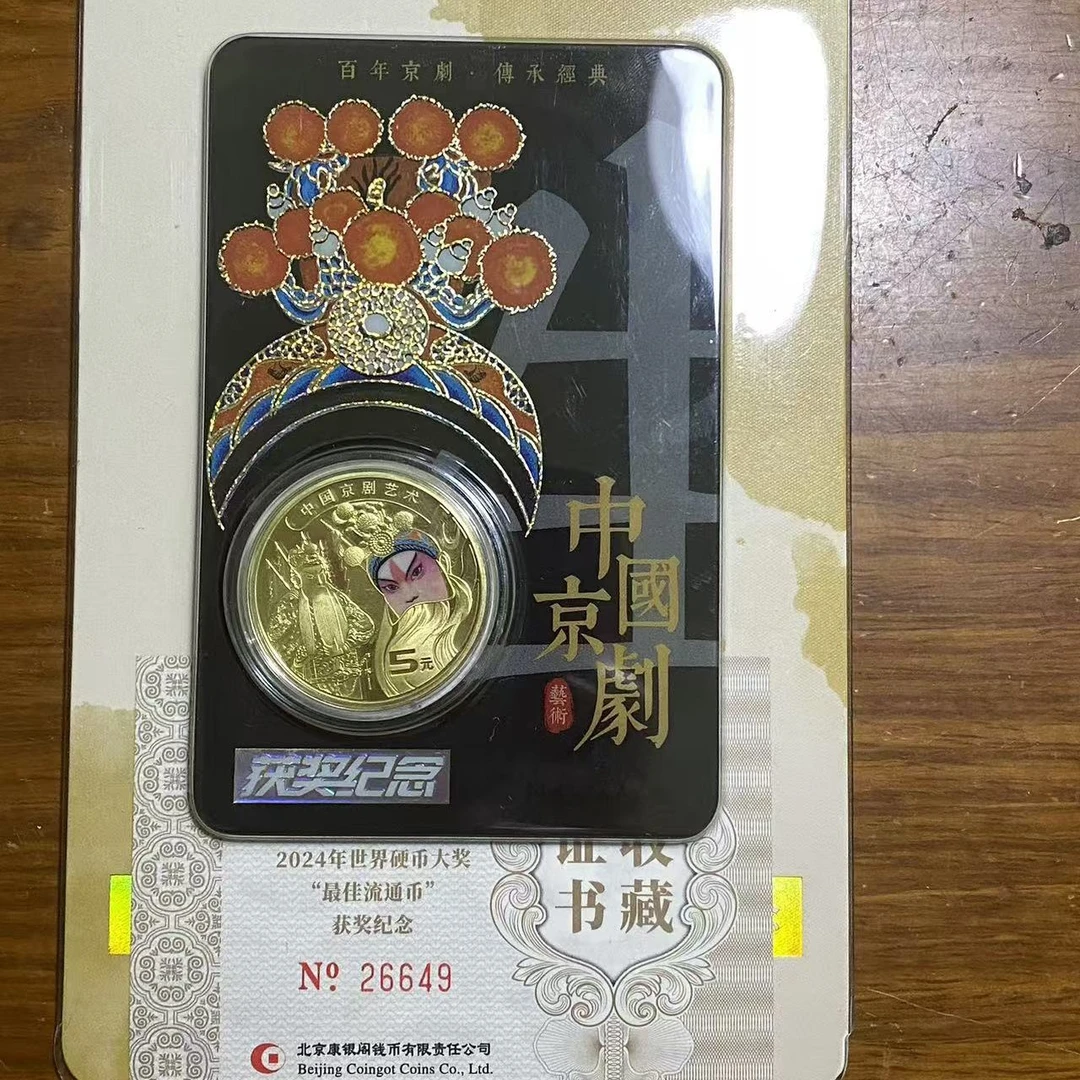 百年京劇·傳承經典
生
中国京剧艺术
5元
中國
京劇
藝術
获奖纪念
2024年世界硬币大奖
“最佳流通币”
获奖纪念
收藏
证书
Nº 26649
北京康银阁钱币有限责任公司
Beijing Coingot Coins Co., Ltd.